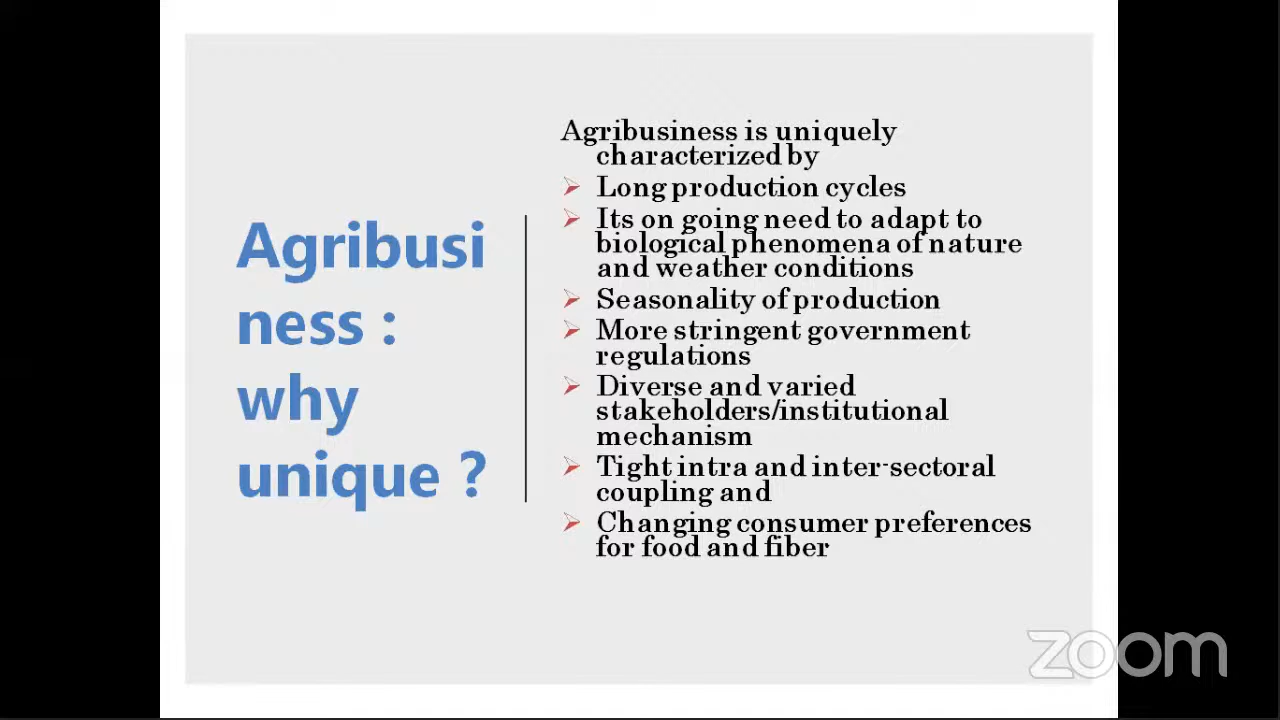 Agribusi
ness :
why
unique ?
Agribusiness is uniquely
characterized by
Long production cycles
Its on going need to adapt to
biological phenomena of nature
and weather conditions
Seasonality of production
More stringent government
regulations
Diverse and varied
stakeholders/institutional
mechanism
Tight intra and inter-sectoral
coupling and
Changing consumer preferences
for food and fiber
zoom